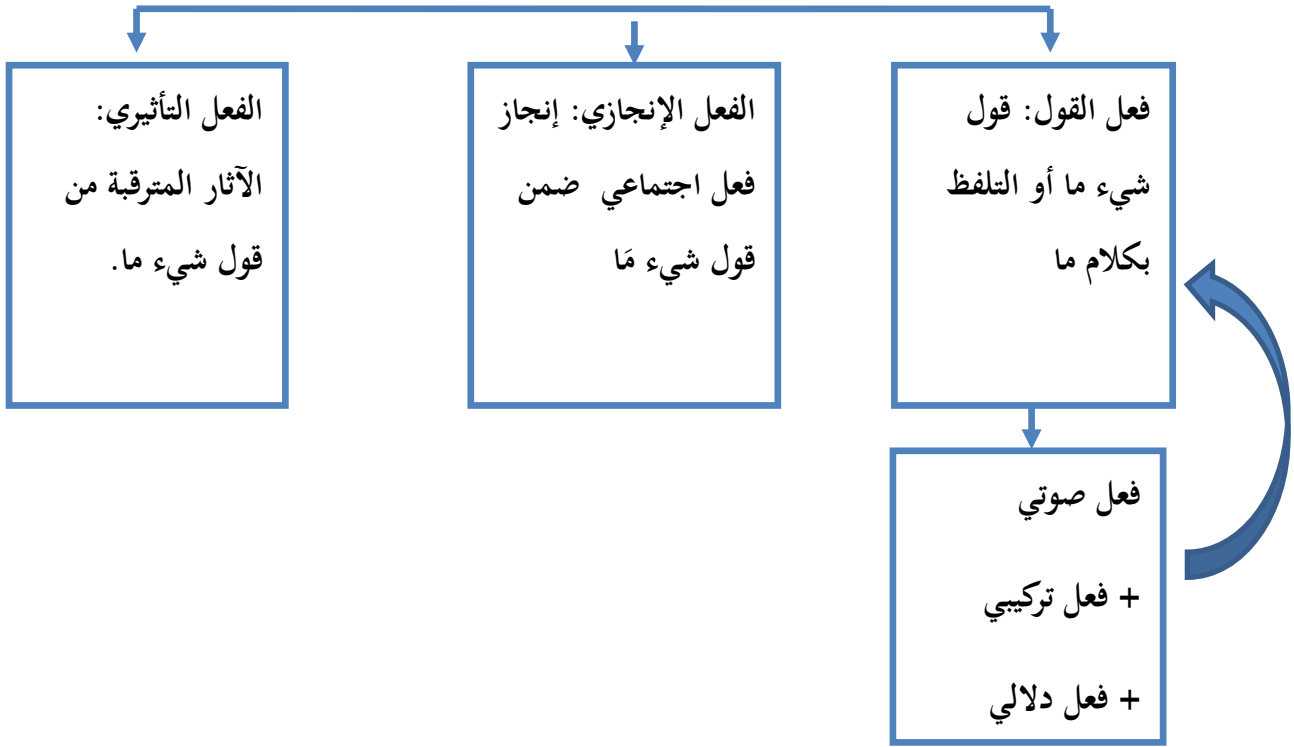 فعل القول: قول
شيء ما أو التلفظ
بكلام ما
الفعل الإنجازي: إنجاز
فعل اجتماعي ضمن
قول شيء مَا
الفعل التأثيري:
الآثار المترقبة من
قول شيء ما.
فعل صوتي
+ فعل تركيبي
+ فعل دلالي